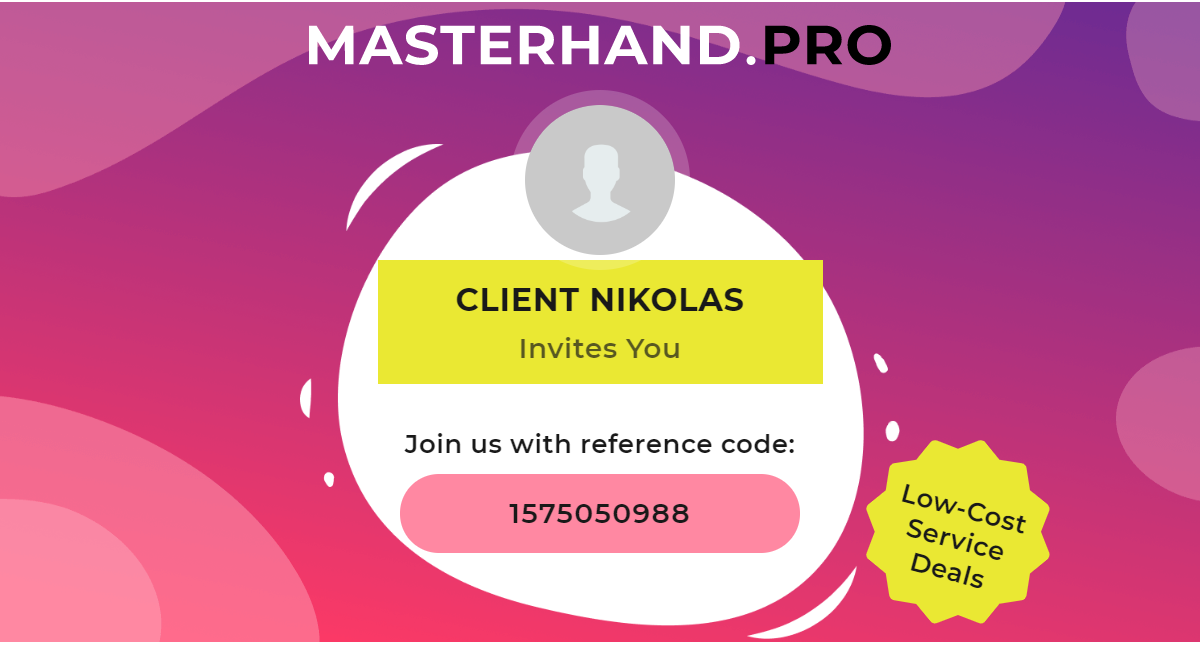 MASTERHAND.PRO
CLIENT NIKOLAS
Invites You
Join us with reference code:
1575050988
Low-Cost
Service
Deals